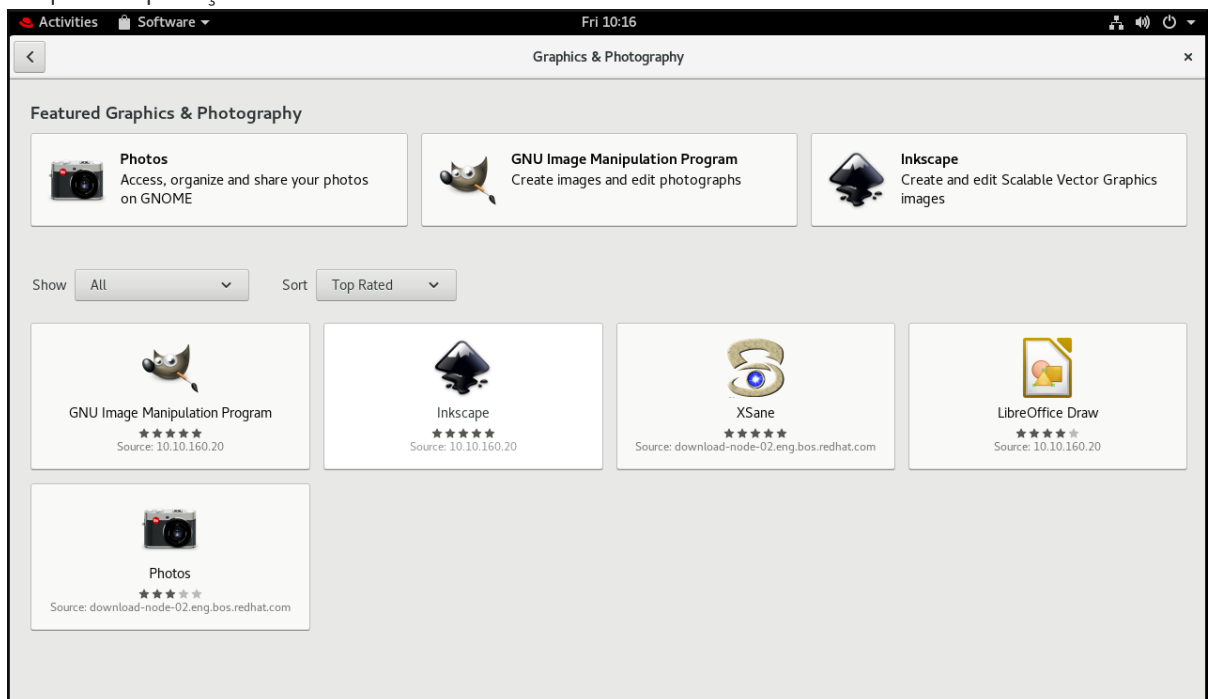 Activities Software Fri 10:16
Graphics & Photography
Featured Graphics & Photography
Photos
Access, organize and share your photos
on GNOME
GNU Image Manipulation Program
Create images and edit photographs
Inkscape
Create and edit Scalable Vector Graphics
images
Show All Sort Top Rated
GNU Image Manipulation Program
Source: 10.10.160.20
Inkscape
Source: 10.10.160.20
XSane
Source: download-node-02.eng.bos.redhat.com
LibreOffice Draw
Source: 10.10.160.20
Photos
Source: download-node-02.eng.bos.redhat.com